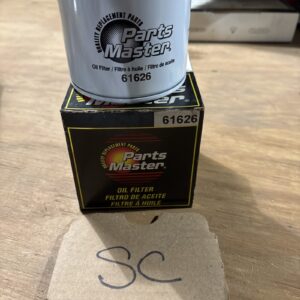 QUALITY REPLACEMENT PARTS
Parts
Master
Oil Filter / Filtre à huile / Filtro de aceite
61626
61626
QUALITY REPLACEMENT PARTS
Parts
Master
OIL FILTER
FILTRO DE ACEITE
FILTRE À HUILE
SC